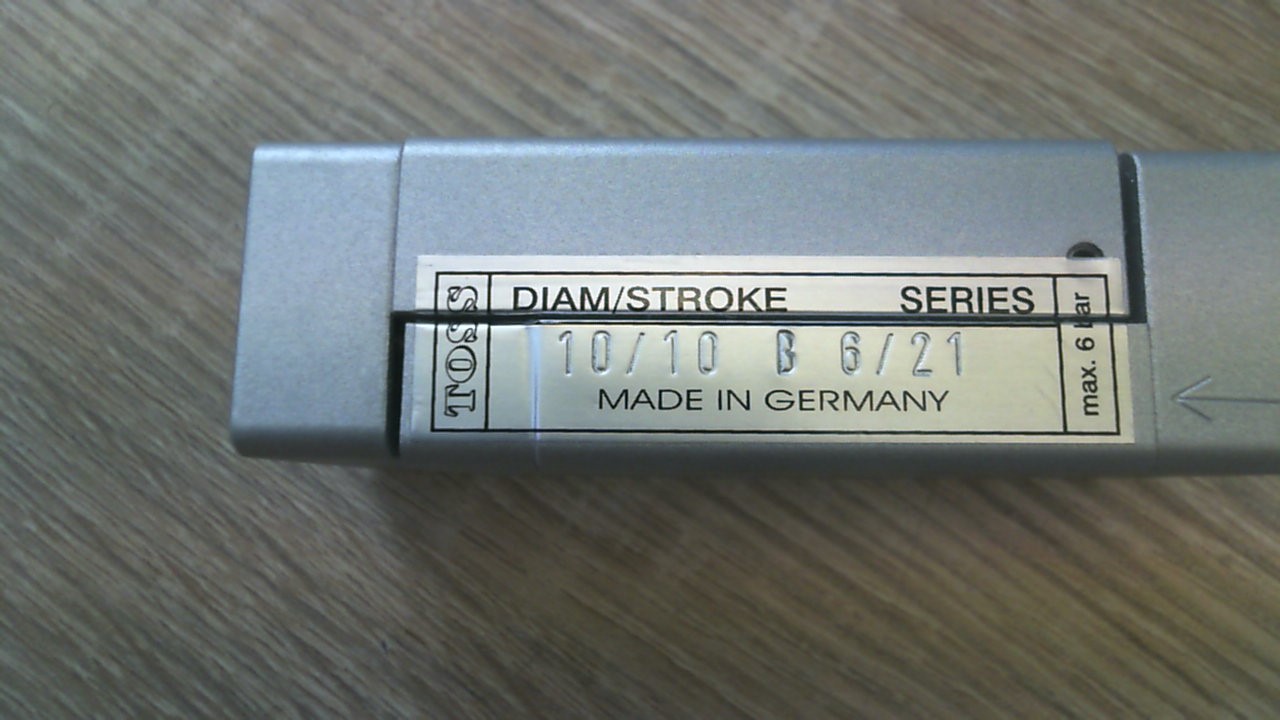 TOSS
DIAM/STROKE SERIES
10/10 B 6/21
MADE IN GERMANY
max. 6 bar